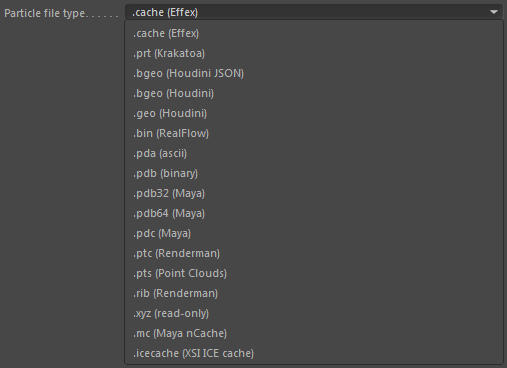 Particle file type. . . . . . .cache (Effex)
.cache (Effex)
.prt (Krakatoa)
.bgeo (Houdini JSON)
.bgeo (Houdini)
.geo (Houdini)
.bin (RealFlow)
.pda (ascii)
.pdb (binary)
.pdb32 (Maya)
.pdb64 (Maya)
.pdc (Maya)
.ptc (Renderman)
.pts (Point Clouds)
.rib (Renderman)
.xyz (read-only)
.mc (Maya nCache)
.icecache (XSI ICE cache)